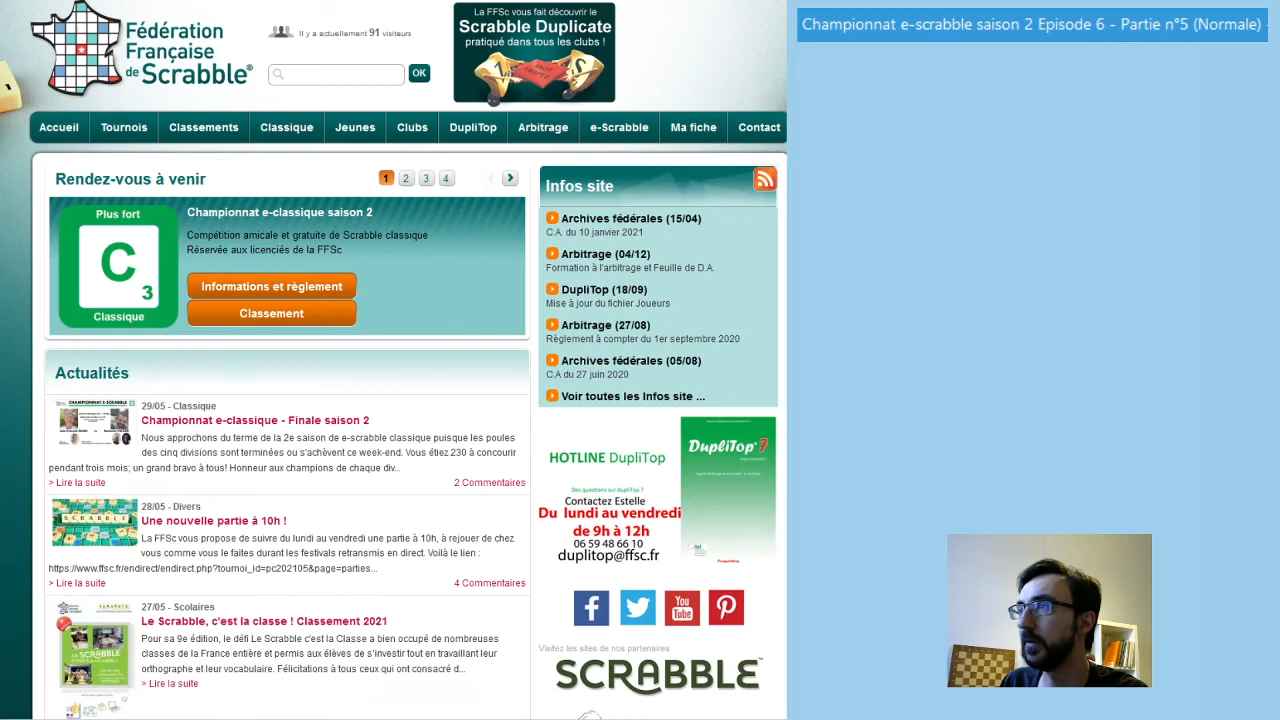 Fédération
Française
de Scrabble®
Il y a actuellement 91 visiteurs
OK
La FFSc vous fait découvrir le
Scrabble Duplicate
pratiqué dans tous les clubs !
Championnat e-scrabble saison 2 Episode 6 - Partie n°5 (Normale) -
Accueil Tournois Classements Classique Jeunes Clubs DupliTop Arbitrage e-Scrabble Ma fiche Contact
Rendez-vous à venir
1 2 3 4
Plus fort
C
3
Classique
Championnat e-classique saison 2
Compétition amicale et gratuite de Scrabble classique
Réservée aux licenciés de la FFSc
Informations et règlement
Classement
Actualités
29/05 - Classique
Championnat e-classique - Finale saison 2
Nous approchons du terme de la 2e saison de e-scrabble classique puisque les poules
des cinq divisions sont terminées ou s'achèvent ce week-end. Vous étiez 230 à concourir
pendant trois mois; un grand bravo à tous! Honneur aux champions de chaque div...
> Lire la suite
2 Commentaires
SCRABBLE
28/05 - Divers
Une nouvelle partie à 10h !
La FFSc vous propose de suivre du lundi au vendredi une partie à 10h, à rejouer de chez
vous comme vous le faites durant les festivals retransmis en direct. Voilà le lien :
https://www.ffsc.fr/endirect/endirect.php?tournoi_id=pc202105&page=parties...
> Lire la suite
4 Commentaires
27/05 - Scolaires
Le Scrabble, c'est la classe ! Classement 2021
Pour sa 9e édition, le défi Le Scrabble c'est la Classe a bien occupé de nombreuses
classes de la France entière et permis aux élèves de s'investir tout en travaillant leur
orthographe et leur vocabulaire. Félicitations à tous ceux qui ont consacré d...
> Lire la suite
Infos site
Archives fédérales (15/04)
C.A. du 10 janvier 2021
Arbitrage (04/12)
Formation à l'arbitrage et Feuille de D.A.
DupliTop (18/09)
Mise à jour du fichier Joueurs
Arbitrage (27/08)
Règlement à compter du 1er septembre 2020
Archives fédérales (05/08)
C.A du 27 juin 2020
Voir toutes les Infos site ...
HOTLINE DupliTop
Des questions sur dupliTop ?
Contactez Estelle
Du lundi au vendredi
de 9h à 12h
06 59 48 66 10
duplitop@ffsc.fr
DupliTop 7
You
Tube
Visitez les sites de nos partenaires
SCRABBLE™